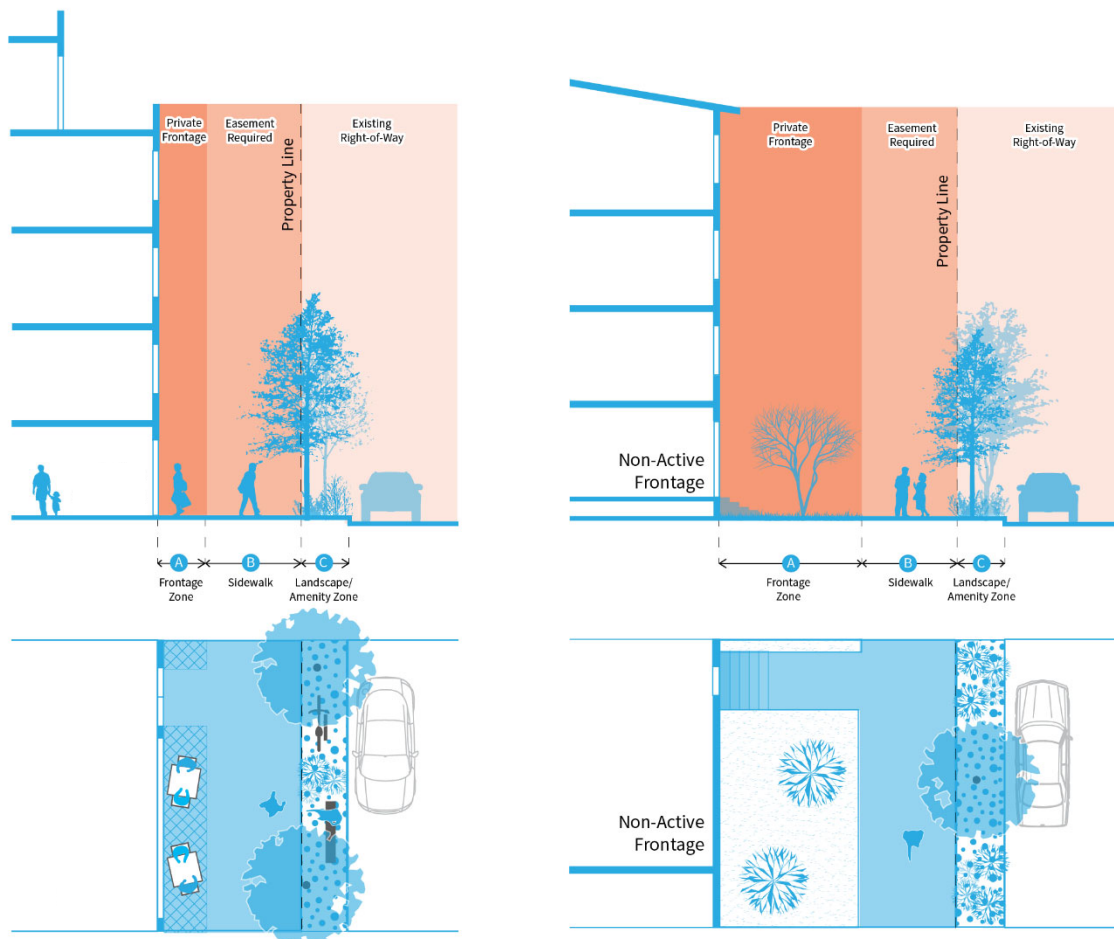 Private
Frontage
Easement
Required
Property Line
Existing
Right-of-Way
A
B
C
Frontage
Zone
Sidewalk
Landscape/
Amenity Zone
Private
Frontage
Easement
Required
Property Line
Existing
Right-of-Way
Non-Active
Frontage
A
B
C
Frontage
Zone
Sidewalk
Landscape/
Amenity Zone
Non-Active
Frontage